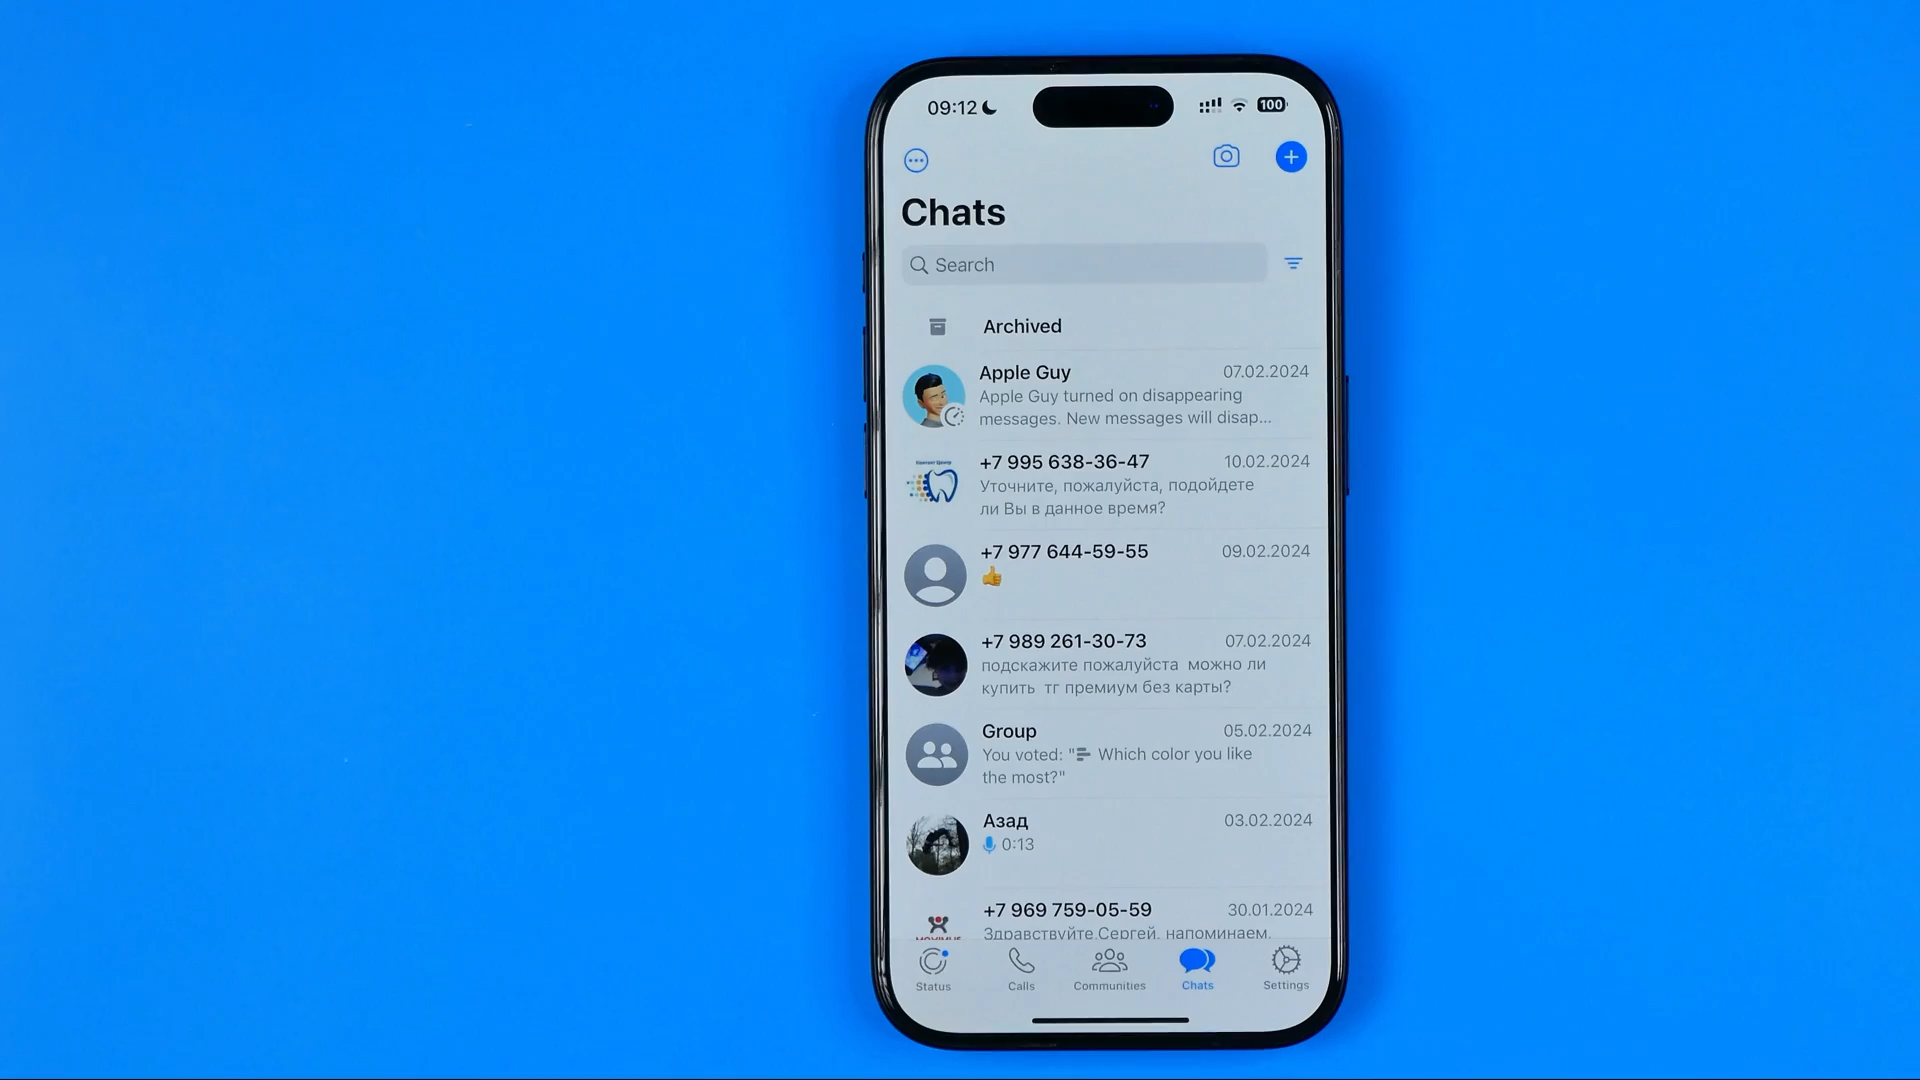 09:12
100
Chats
Search
Archived
Apple Guy 07.02.2024
Apple Guy turned on disappearing
messages. New messages will disap...
+7 995 638-36-47 10.02.2024
Уточните, пожалуйста, подойдете
ли Вы в данное время?
+7 977 644-59-55 09.02.2024
👍
+7 989 261-30-73 07.02.2024
подскажите пожалуйста можно ли
купить тг премиум без карты?
Group 05.02.2024
You voted: "Which color you like
the most?"
Азад 03.02.2024
0:13
+7 969 759-05-59 30.01.2024
Здравствуйте,Сергей, напоминаем,
Status Calls Communities Chats Settings